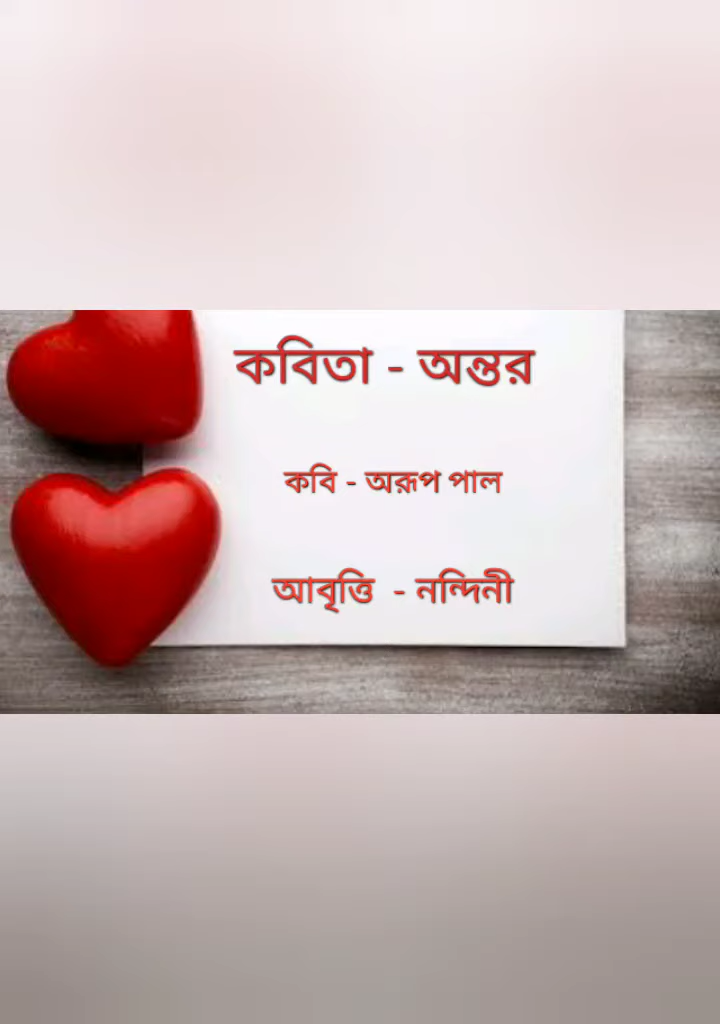 কবিতা - অন্তর
কবি - অরূপ পাল
আবৃত্তি - নন্দিনী